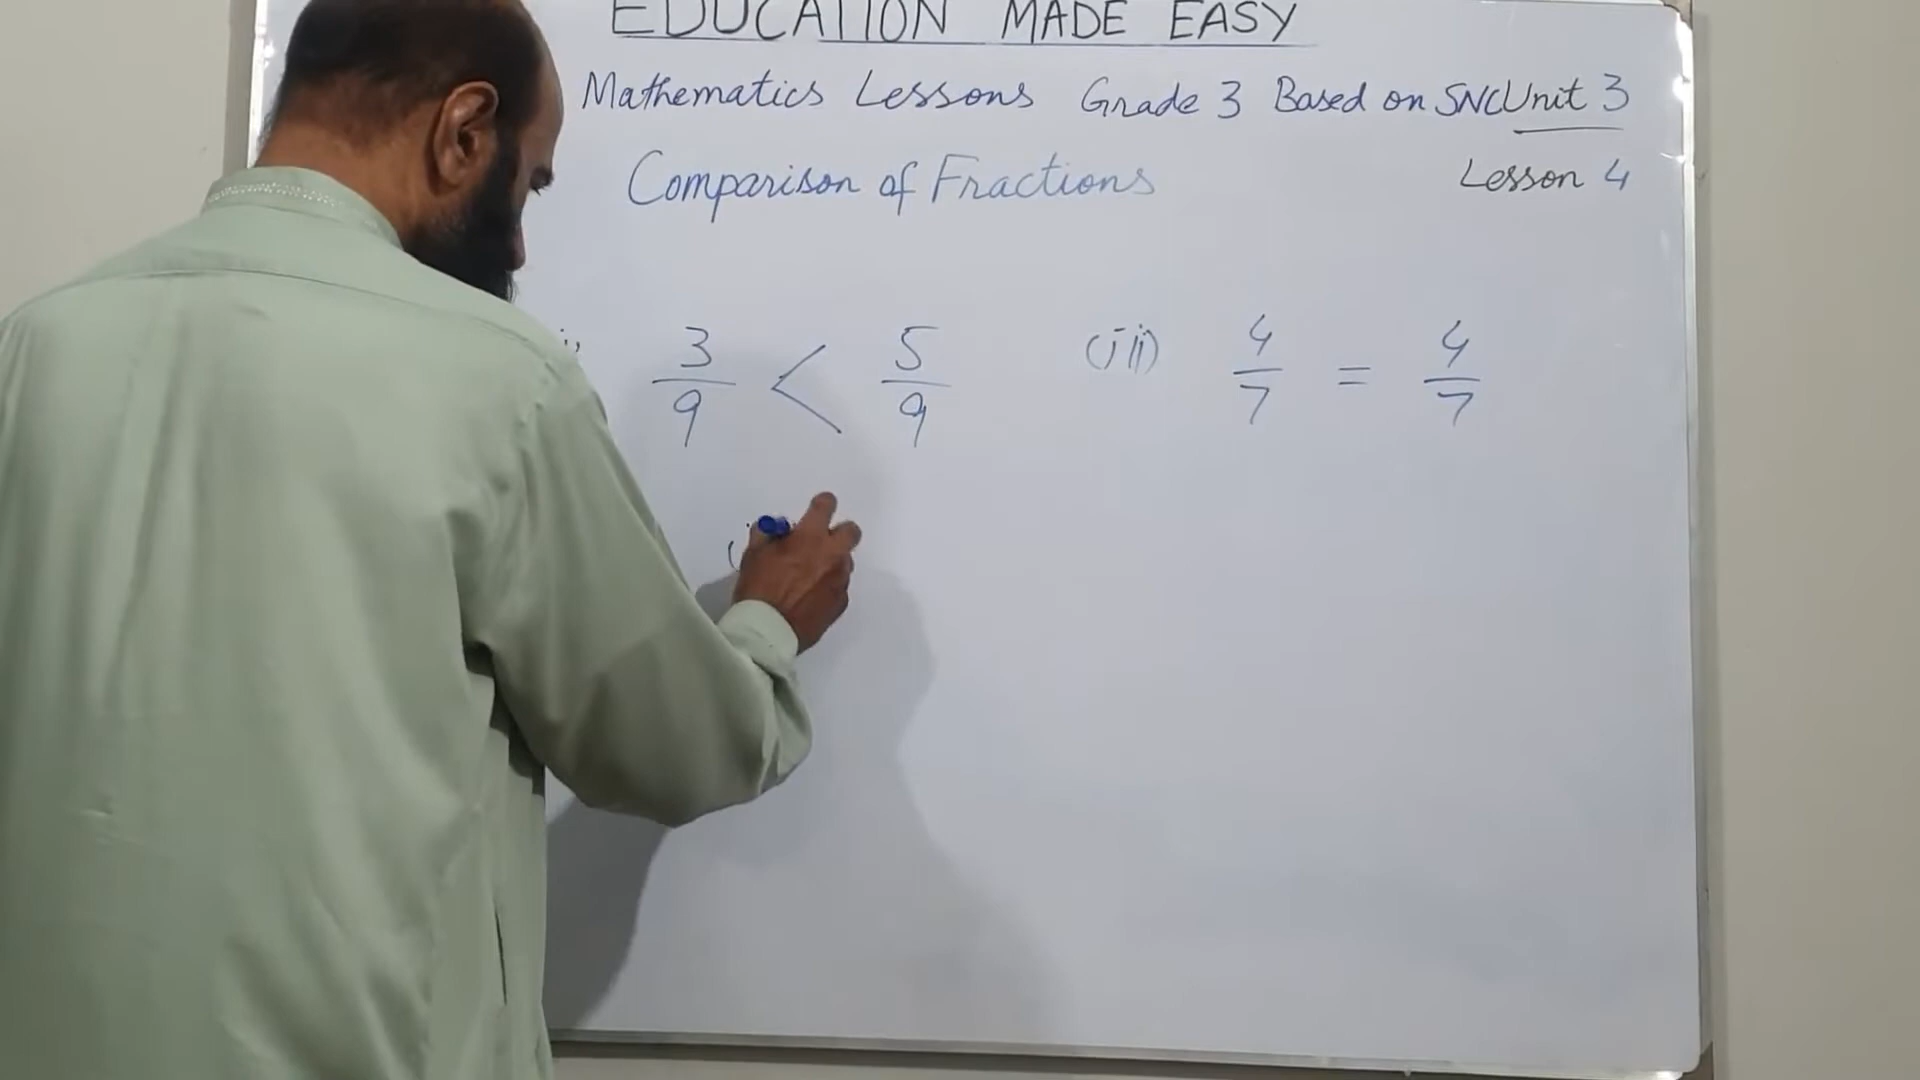 EDUCATION MADE EASY
Mathematics Lessons Grade 3 Based on SNC Unit 3
Comparison of Fractions
Lesson 4
3/9 < 5/9
(iii) 4/7 = 4/7